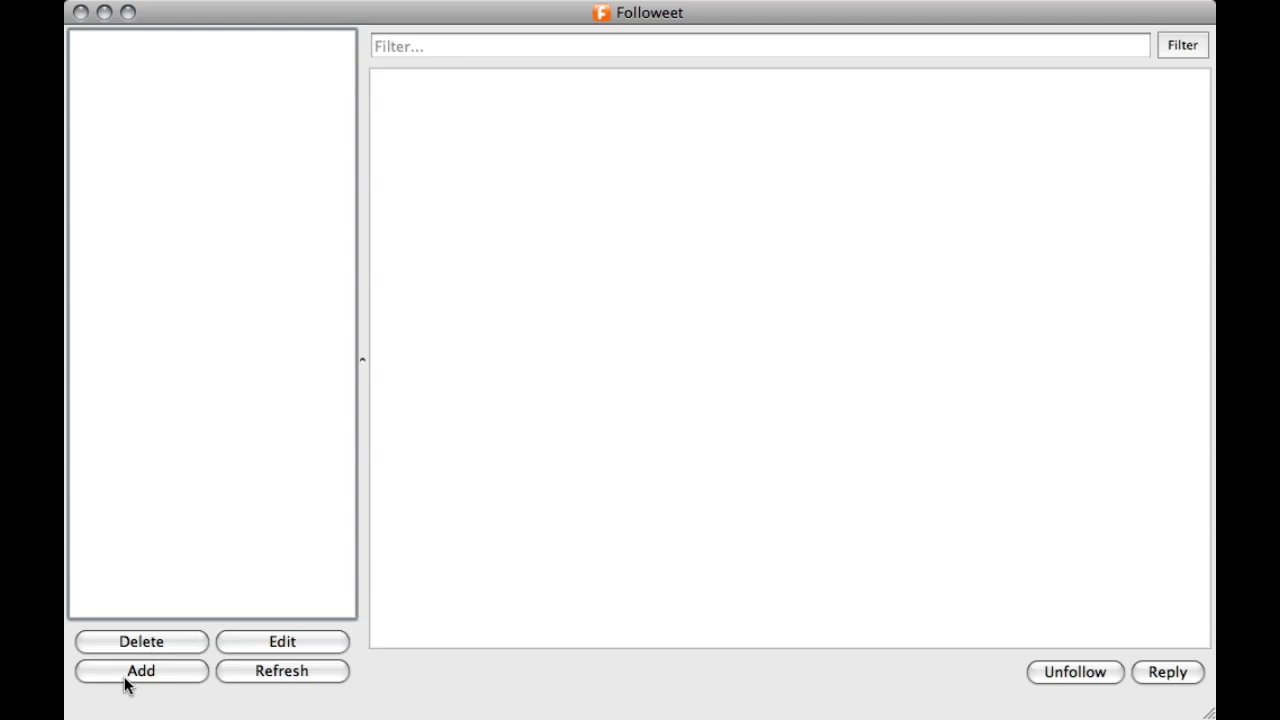 Followeet
Filter...
Filter
Delete
Edit
Add
Refresh
Unfollow
Reply